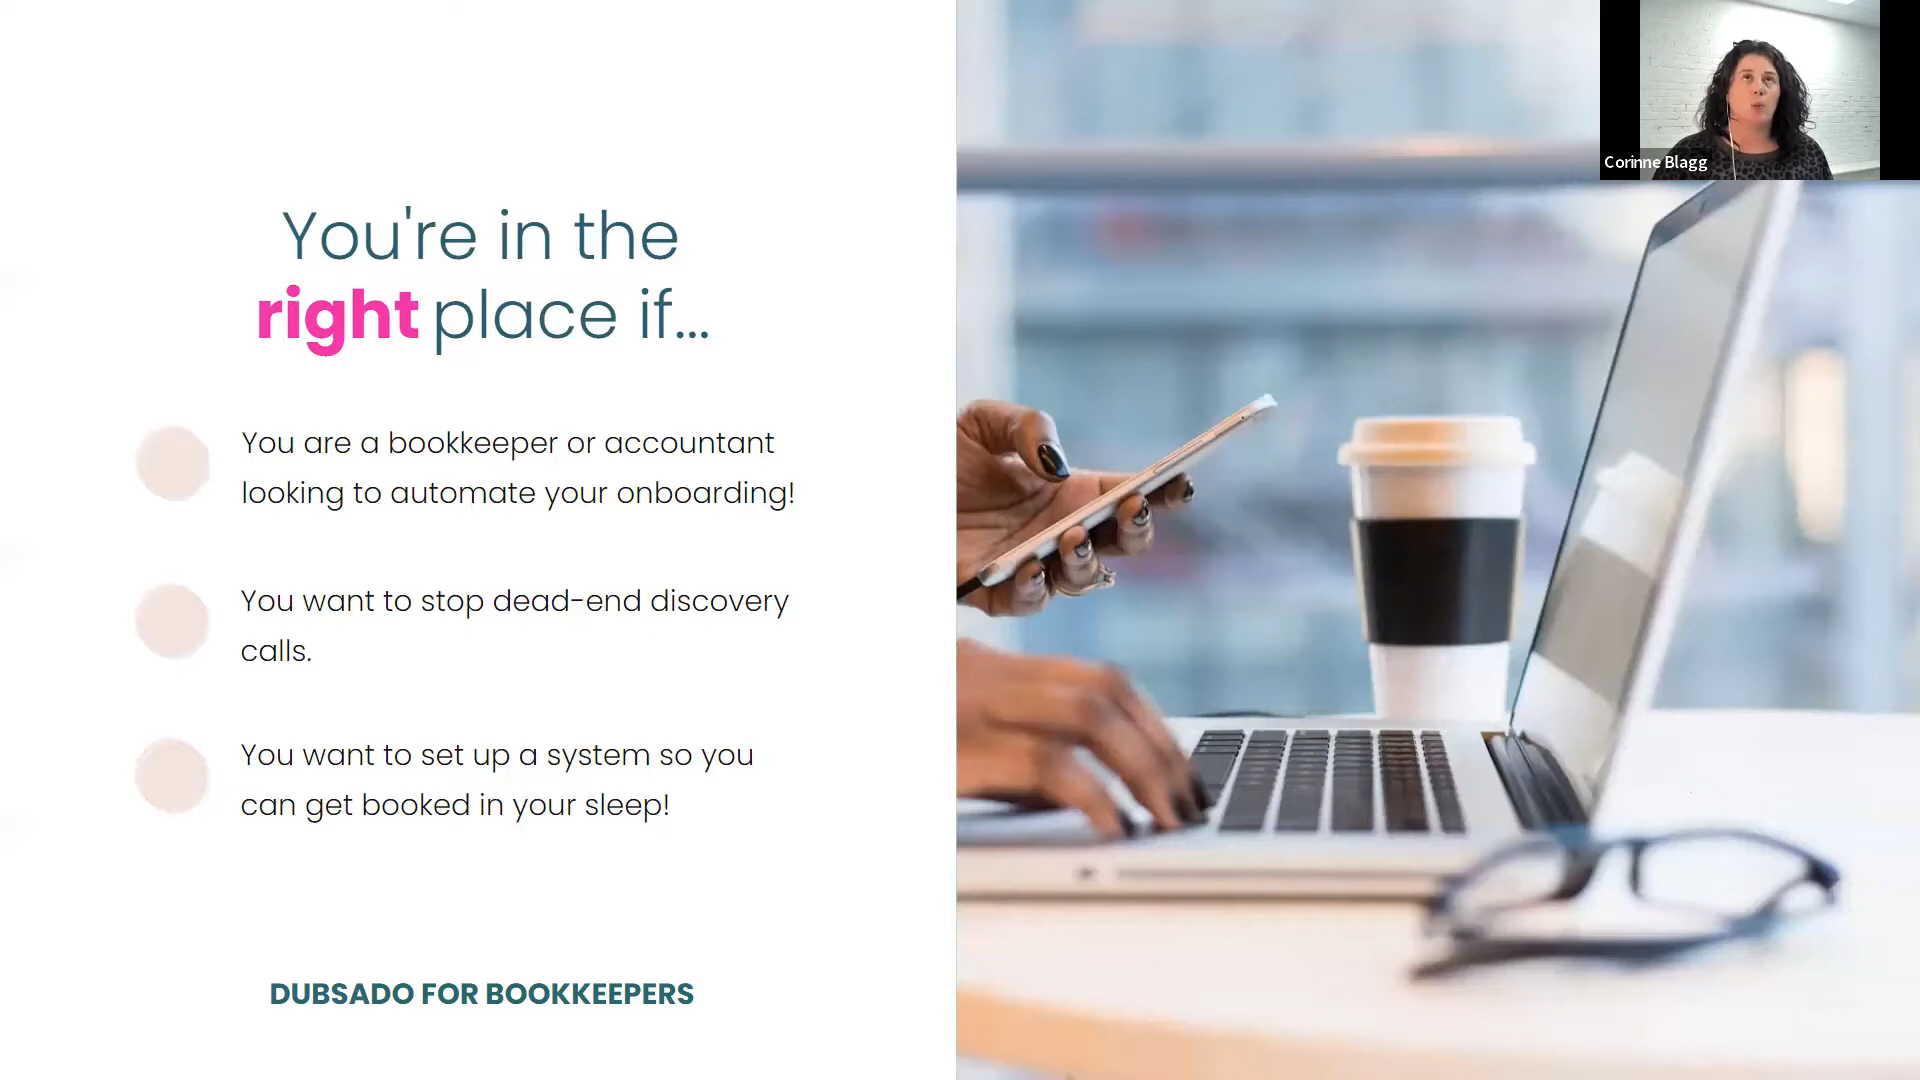 You're in the
right place if...
You are a bookkeeper or accountant
looking to automate your onboarding!
You want to stop dead-end discovery
calls.
You want to set up a system so you
can get booked in your sleep!
DUBSADO FOR BOOKKEEPERS
Corinne Blagg